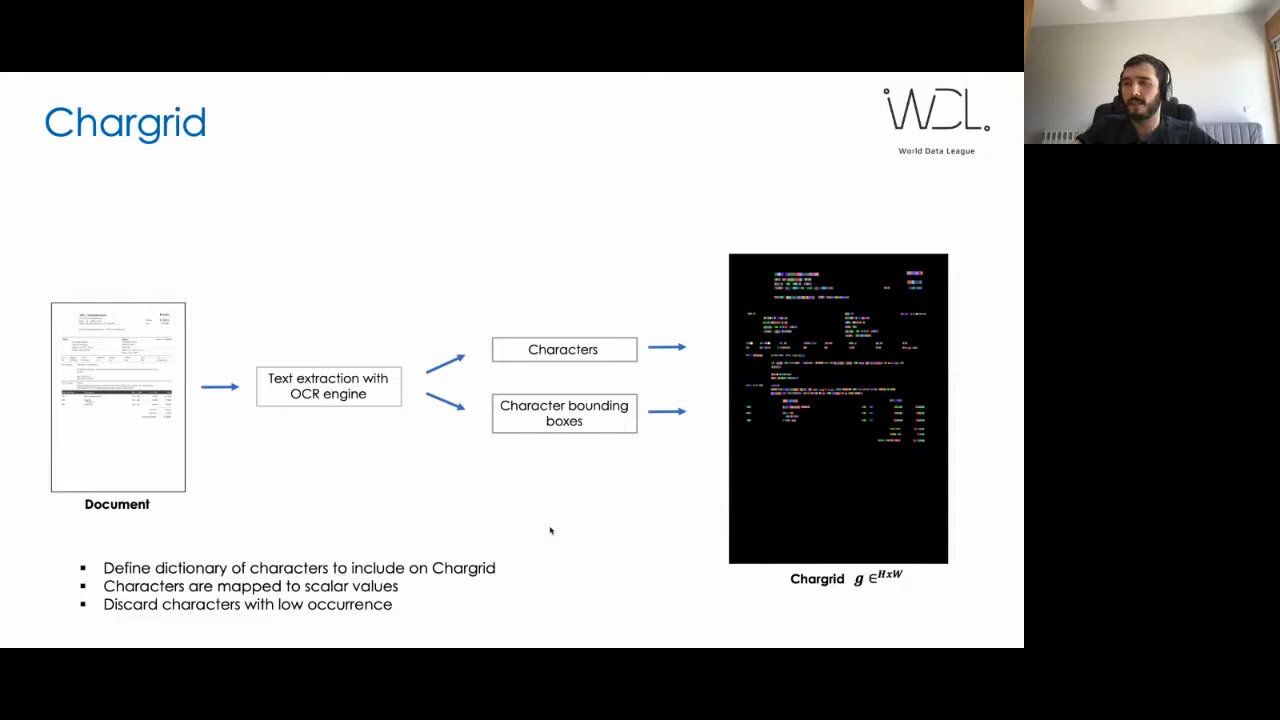 Chargrid
WDL.
World Data League
Text extraction with
OCR engine
Characters
Character bounding
boxes
Document
Chargrid g ∈ᴴˣᵂ
▪ Define dictionary of characters to include on Chargrid
▪ Characters are mapped to scalar values
▪ Discard characters with low occurrence